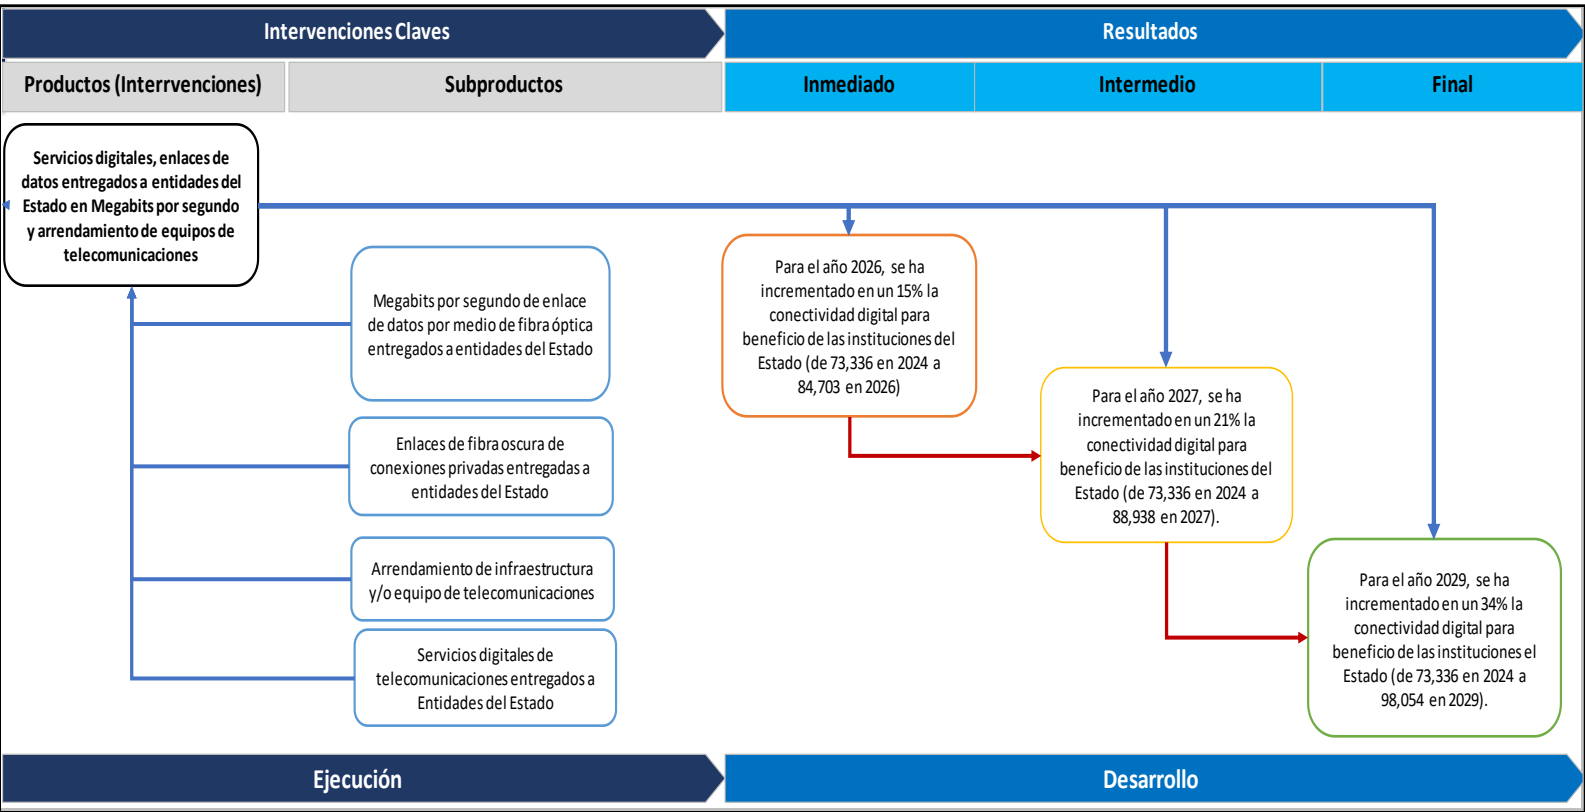 Intervenciones Claves
Resultados
Productos (Interrvenciones)
Subproductos
Inmediado
Intermedio
Final
Servicios digitales, enlaces de
datos entregados a entidades del
Estado en Megabits por segundo
y arrendamiento de equipos de
telecomunicaciones
Megabits por segundo de enlace
de datos por medio de fibra óptica
entregados a entidades del Estado
Enlaces de fibra oscura de
conexiones privadas entregadas a
entidades del Estado
Arrendamiento de infraestructura
y/o equipo de telecomunicaciones
Servicios digitales de
telecomunicaciones entregados a
Entidades del Estado
Para el año 2026, se ha
incrementado en un 15% la
conectividad digital para
beneficio de las instituciones del
Estado (de 73,336 en 2024 a
84,703 en 2026)
Para el año 2027, se ha
incrementado en un 21% la
conectividad digital para
beneficio de las instituciones del
Estado (de 73,336 en 2024 a
88,938 en 2027).
Para el año 2029, se ha
incrementado en un 34% la
conectividad digital para
beneficio de las instituciones el
Estado (de 73,336 en 2024 a
98,054 en 2029).
Ejecución
Desarrollo